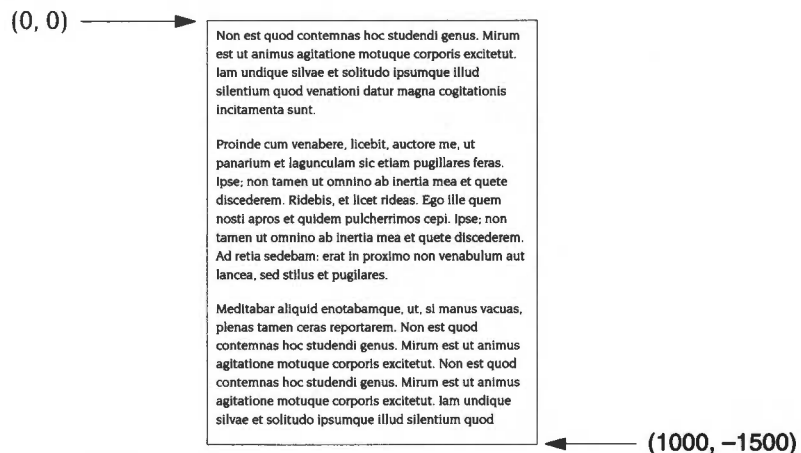 (0, 0)
Non est quod contemnas hoc studendi genus. Mirum
est ut animus agitatione motuque corporis excitetut.
Iam undique silvae et solitudo ipsumque illud
silentium quod venationi datur magna cogitationis
incitamenta sunt.
Proinde cum venabere, licebit, auctore me, ut
panarium et lagunculam sic etiam pugillares feras.
Ipse; non tamen ut omnino ab inertia mea et quete
discederem. Ridebis, et licet rideas. Ego ille quem
nosti apros et quidem pulcherrimos cepi. Ipse; non
tamen ut omnino ab inertia mea et quete discederem.
Ad retia sedebam: erat in proximo non venabulum aut
lancea, sed stilus et pugilares.
Meditabar aliquid enotabamque, ut, si manus vacuas,
plenas tamen ceras reportarem. Non est quod
contemnas hoc studendi genus. Mirum est ut animus
agitatione motuque corporis excitetut. Non est quod
contemnas hoc studendi genus. Mirum est ut animus
agitatione motuque corporis excitetut. Iam undique
silvae et solitudo ipsumque illud silentium quod
(1000, –1500)